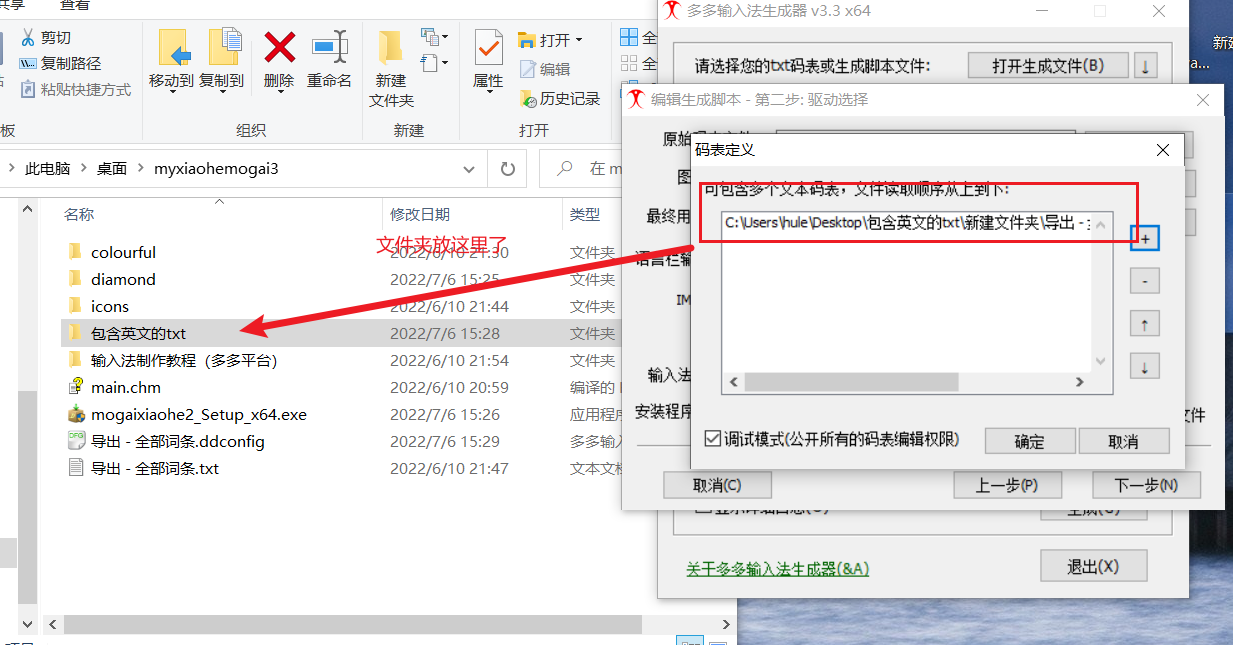 共享 查看
剪切
复制路径
粘贴快捷方式
移动到 复制到 删除 重命名
新建
文件夹
属性
打开
编辑
历史记录
板
组织
新建
打开
此电脑 桌面 myxiaohemogai3
在 m
名称 修改日期 类型
文件夹放这里了
colourful 2022/6/10 21:30 文件夹
diamond 2022/7/6 15:25 文件夹
icons 2022/6/10 21:44 文件夹
包含英文的txt 2022/7/6 15:28 文件夹
输入法制作教程（多多平台） 2022/6/10 21:54 文件夹
main.chm 2022/6/10 20:59 编译的
mogaixiaohe2_Setup_x64.exe 2022/7/6 15:26 应用程序
导出 - 全部词条.ddconfig 2022/7/6 15:29 多多输入
导出 - 全部词条.txt 2022/6/10 21:47 文本文档
多多输入法生成器 v3.3 x64
请选择您的txt码表或生成脚本文件:
打开生成文件(B) ↓
编辑生成脚本 - 第二步: 驱动选择
原始码表文件
最终用
语言栏输
IM
输入法
安装程序
文件
码表定义
可包含多个文本码表，文件读取顺序从上到下:
C:\Users\hule\Desktop\包含英文的txt\新建文件夹\导出 -
+
-
↑
↓
调试模式(公开所有的码表编辑权限)
确定 取消
取消(C) 上一步(P) 下一步(N)
显示详细日志(O)
生成(G)
关于多多输入法生成器(&A)
退出(X)
新建
a...